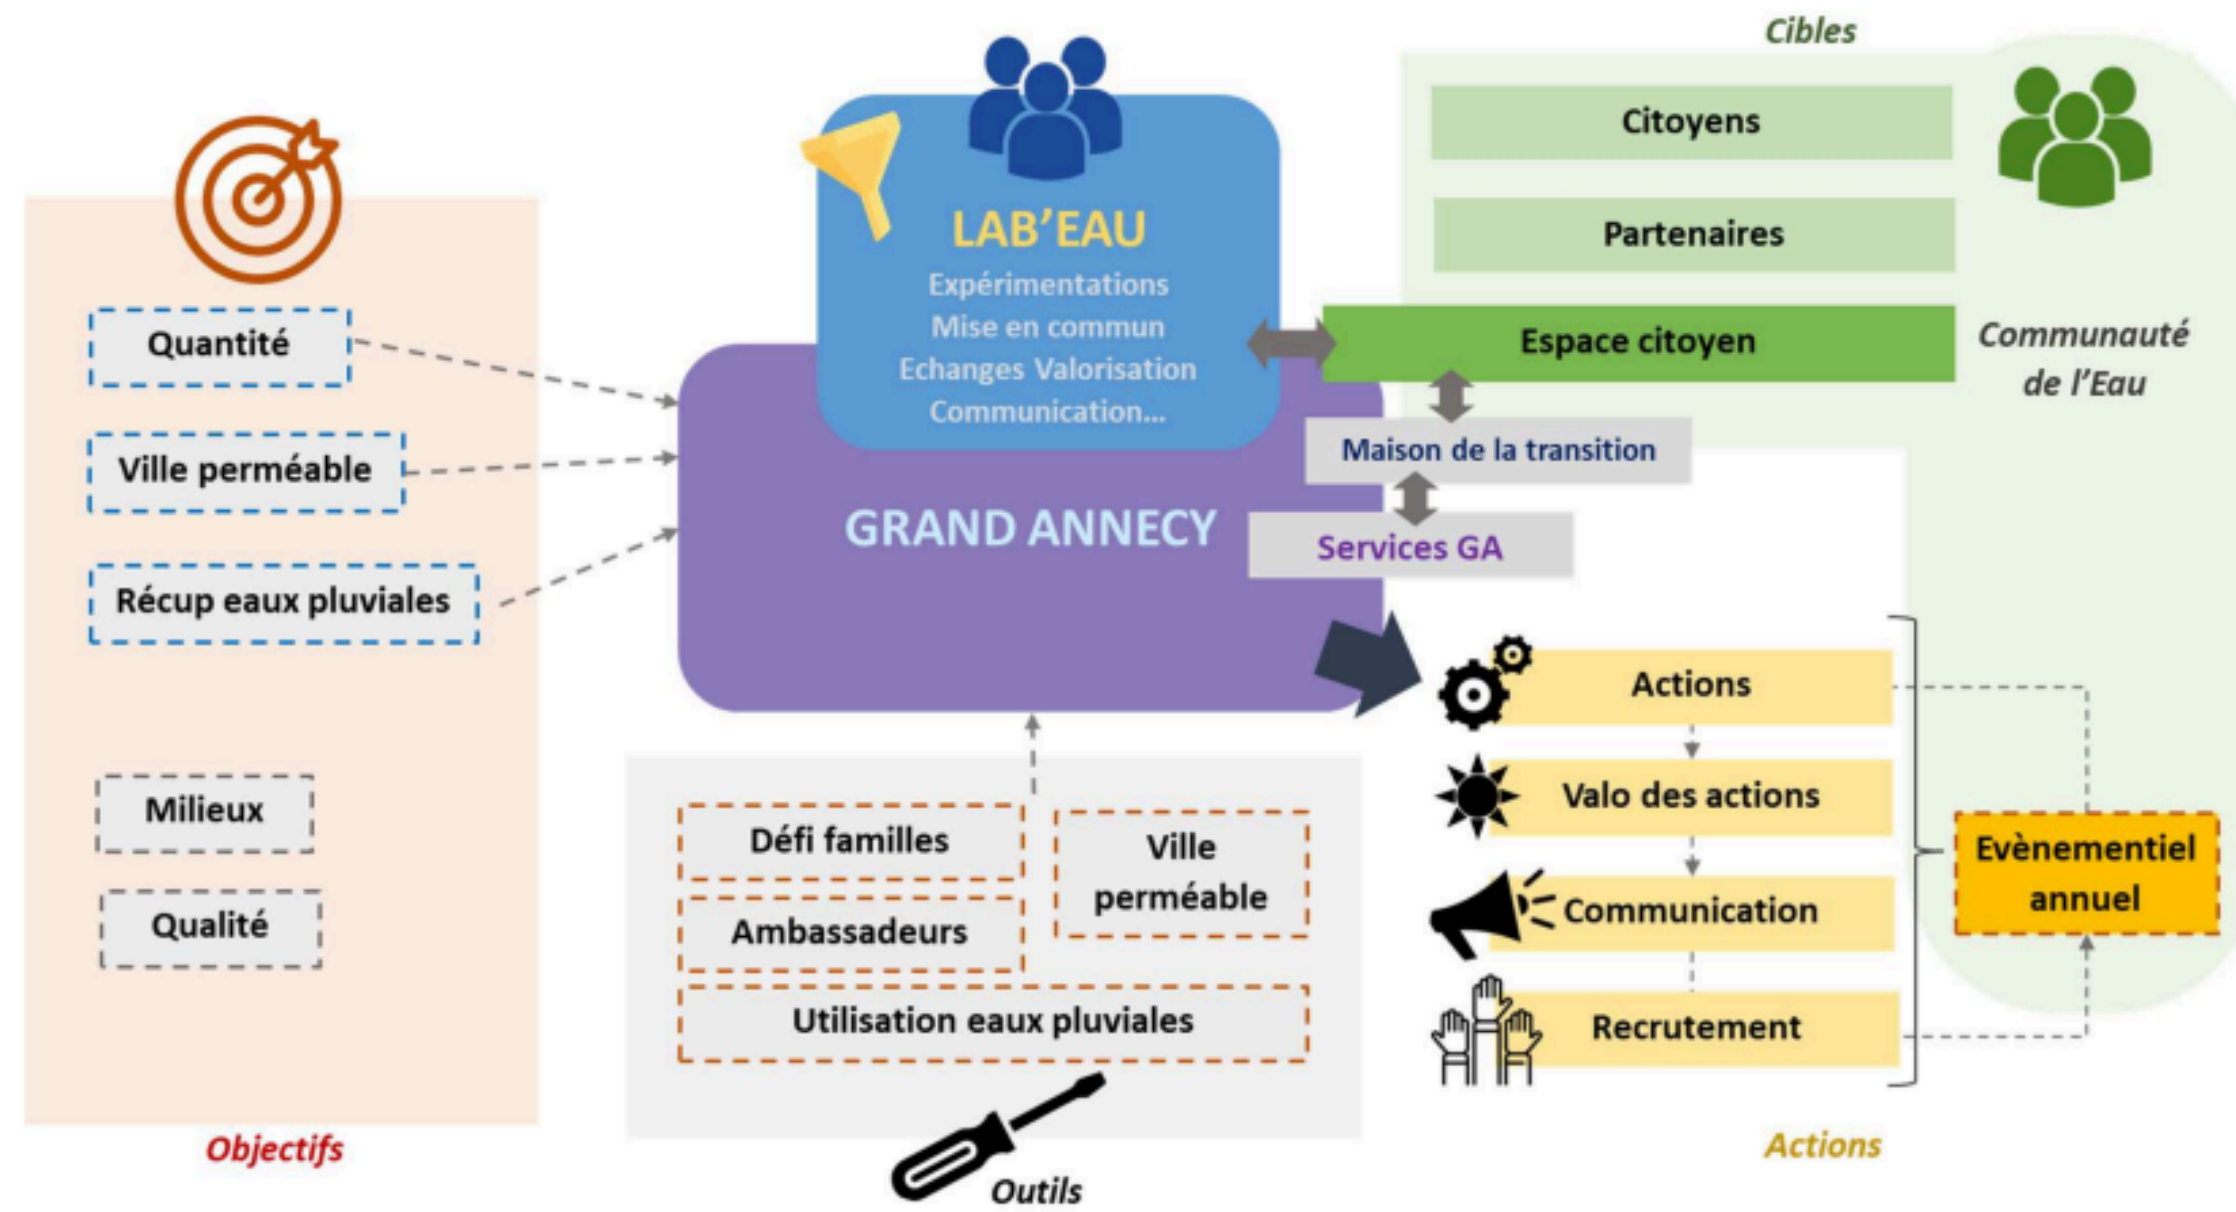 Cibles
Citoyens
Partenaires
Espace citoyen
Communauté
de l'Eau
LAB'EAU
Expérimentations
Mise en commun
Echanges Valorisation
Communication...
GRAND ANNECY
Maison de la transition
Services GA
Quantité
Ville perméable
Récup eaux pluviales
Milieux
Qualité
Objectifs
Défi familles
Ambassadeurs
Ville
perméable
Utilisation eaux pluviales
Outils
Actions
Valo des actions
Communication
Recrutement
Evènementiel
annuel
Actions